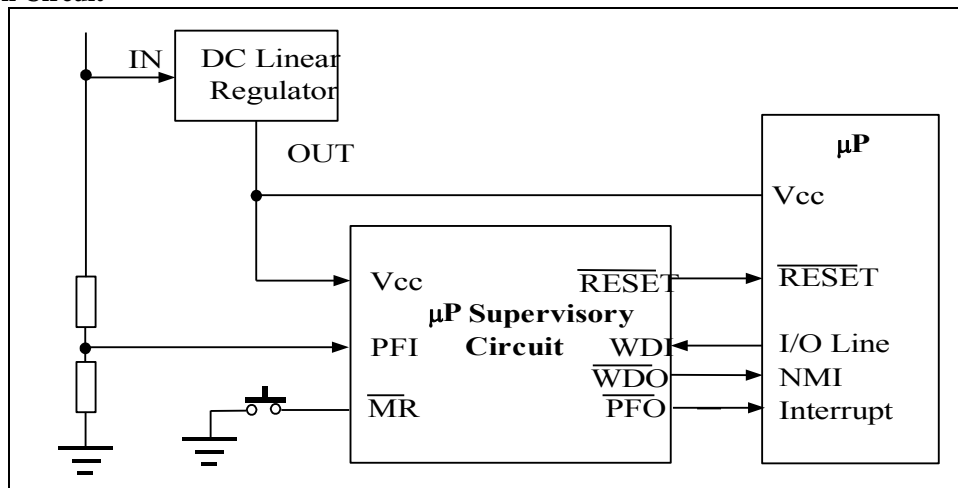 IN
DC Linear
Regulator
OUT
μP
Vcc
Vcc
RESET
RESET
μP Supervisory
Circuit
PFI
WDI
I/O Line
WDO
NMI
MR
PFO
Interrupt